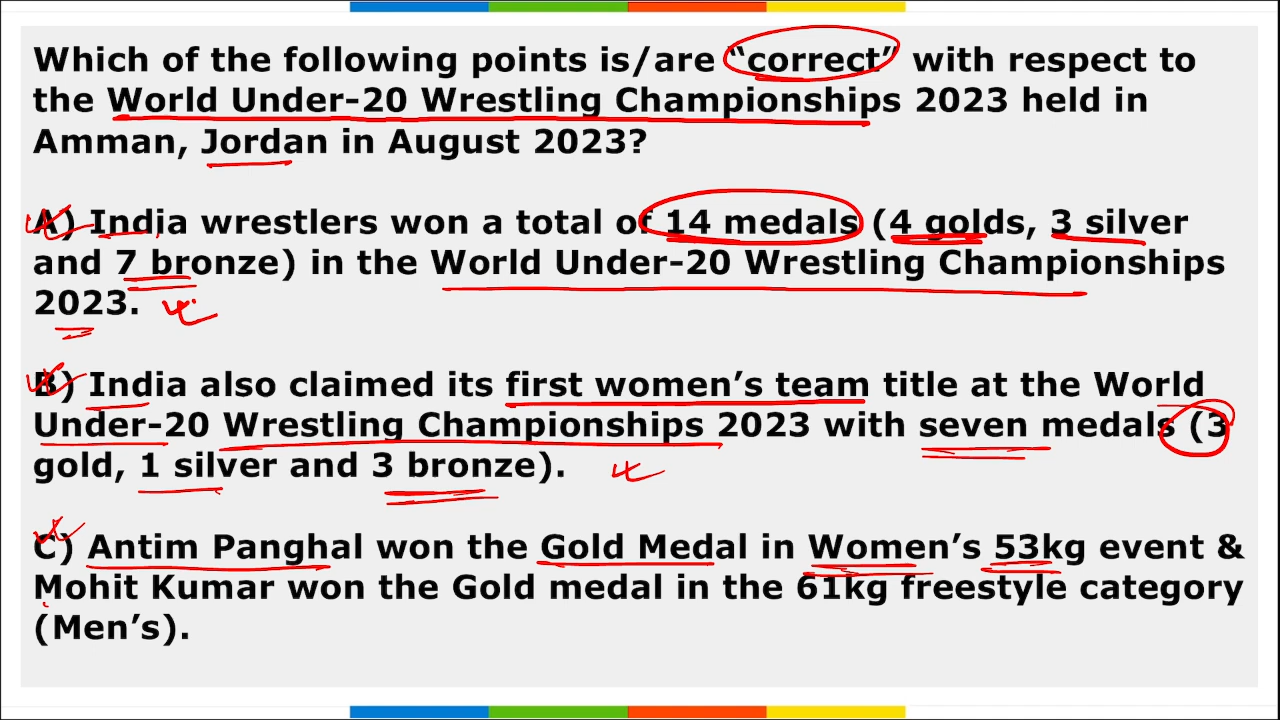 Which of the following points is/are “correct” with respect to
the World Under-20 Wrestling Championships 2023 held in
Amman, Jordan in August 2023?
A) India wrestlers won a total of 14 medals (4 golds, 3 silver
and 7 bronze) in the World Under-20 Wrestling Championships
2023.
B) India also claimed its first women’s team title at the World
Under-20 Wrestling Championships 2023 with seven medals (3
gold, 1 silver and 3 bronze).
C) Antim Panghal won the Gold Medal in Women’s 53kg event &
Mohit Kumar won the Gold medal in the 61kg freestyle category
(Men’s).